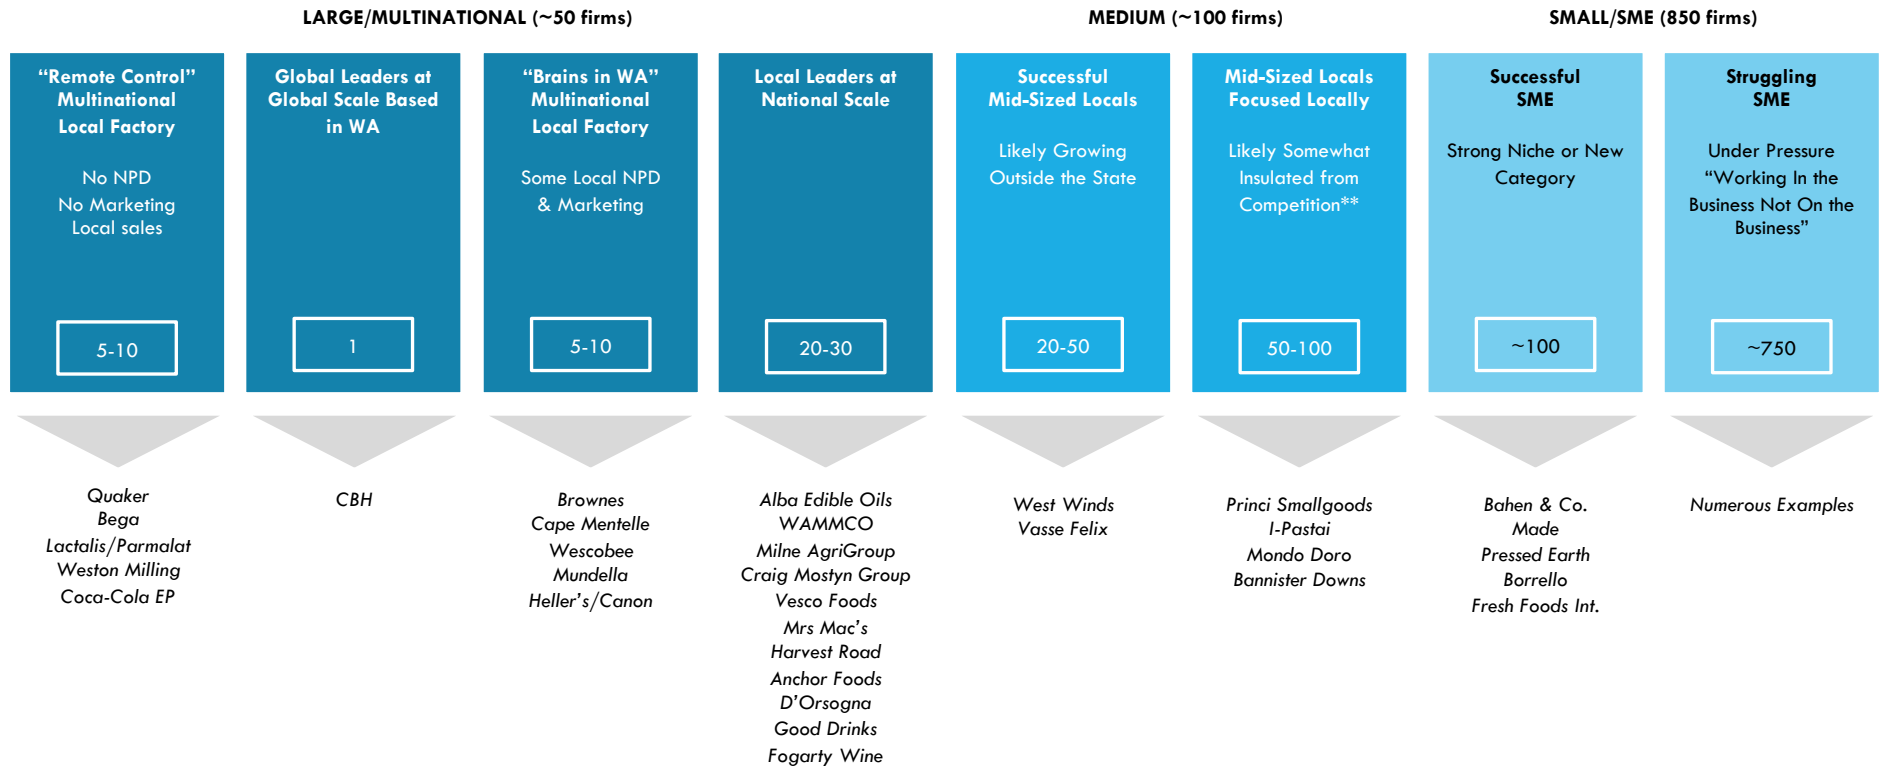 LARGE/MULTINATIONAL (~50 firms)
MEDIUM (~100 firms)
SMALL/SME (850 firms)
“Remote Control”
Multinational
Local Factory
No NPD
No Marketing
Local sales
5-10
Quaker
Bega
Lactalis/Parmalat
Weston Milling
Coca-Cola EP
Global Leaders at
Global Scale Based
in WA
1
CBH
“Brains in WA”
Multinational
Local Factory
Some Local NPD
& Marketing
5-10
Brownes
Cape Mentelle
Wescobee
Mundella
Heller’s/Canon
Local Leaders at
National Scale
20-30
Alba Edible Oils
WAMMCO
Milne AgriGroup
Craig Mostyn Group
Vesco Foods
Mrs Mac’s
Harvest Road
Anchor Foods
D’Orsogna
Good Drinks
Fogarty Wine
Successful
Mid-Sized Locals
Likely Growing
Outside the State
20-50
West Winds
Vasse Felix
Mid-Sized Locals
Focused Locally
Likely Somewhat
Insulated from
Competition**
50-100
Princi Smallgoods
I-Pastai
Mondo Doro
Bannister Downs
Successful
SME
Strong Niche or New
Category
~100
Bahen & Co.
Made
Pressed Earth
Borrello
Fresh Foods Int.
Struggling
SME
Under Pressure
“Working In the
Business Not On the
Business”
~750
Numerous Examples